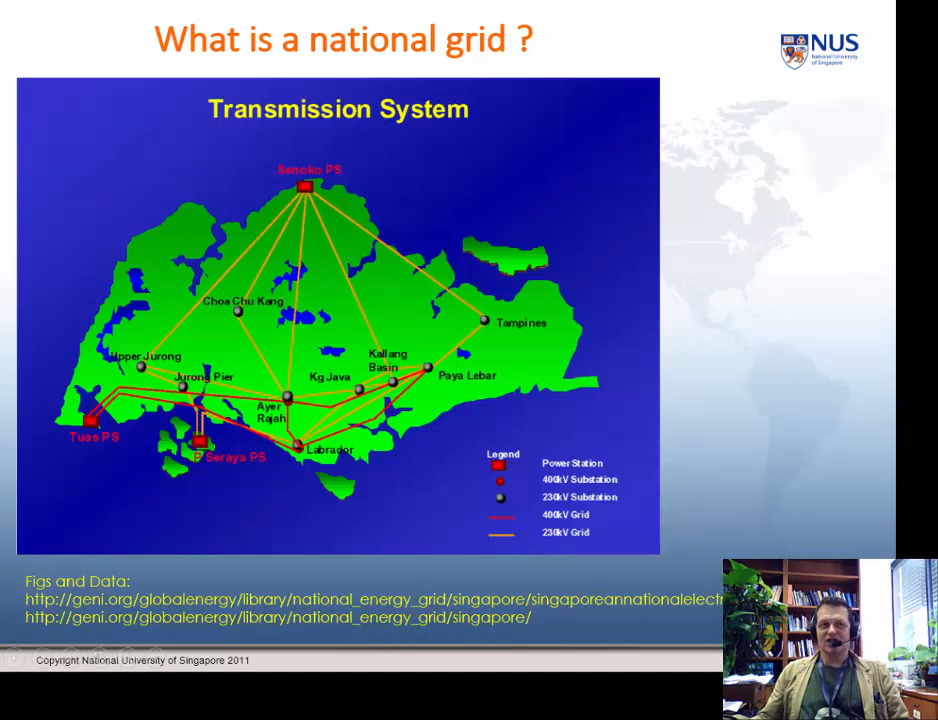 What is a national grid ?
NUS
National University
of Singapore
Transmission System
Senoko PS
Choa Chu Kang
Tampines
Upper Jurong
Kallang
Basin
Jurong Pier
Kg Java
Paya Lebar
Ayer
Rajah
Tuas PS
Labrador
P Seraya PS
Legend
Power Station
400kV Substation
230kV Substation
400kV Grid
230kV Grid
Figs and Data:
http://geni.org/globalenergy/library/national_energy_grid/singapore/singaporeannationalelectr
http://geni.org/globalenergy/library/national_energy_grid/singapore/
Copyright National University of Singapore 2011